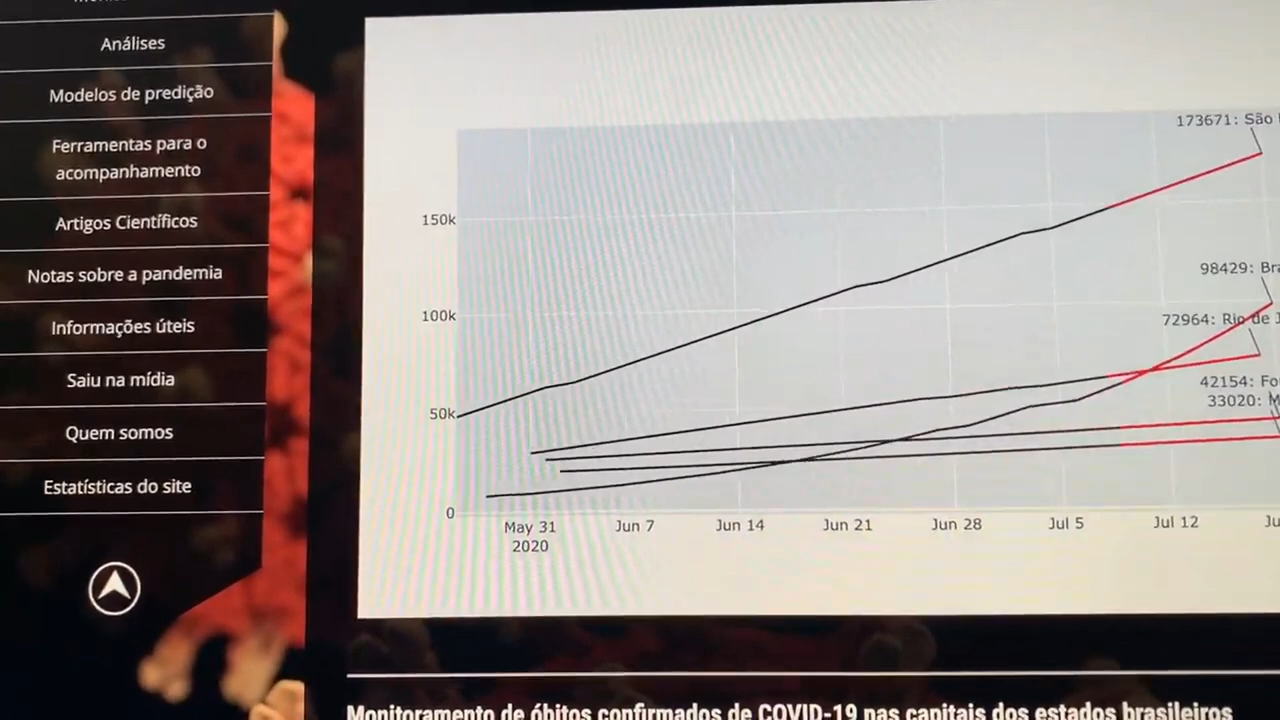 Análises
Modelos de predição
Ferramentas para o
acompanhamento
Artigos Científicos
Notas sobre a pandemia
Informações úteis
Saiu na mídia
Quem somos
Estatísticas do site
173671: São
98429: Bra
72964: Rio de J
42154: Fo
33020: M
150k
100k
50k
0
May 31
2020
Jun 7
Jun 14
Jun 21
Jun 28
Jul 5
Jul 12
Ju
Monitoramento de óbitos confirmados de COVID-19 nas capitais dos estados brasileiros